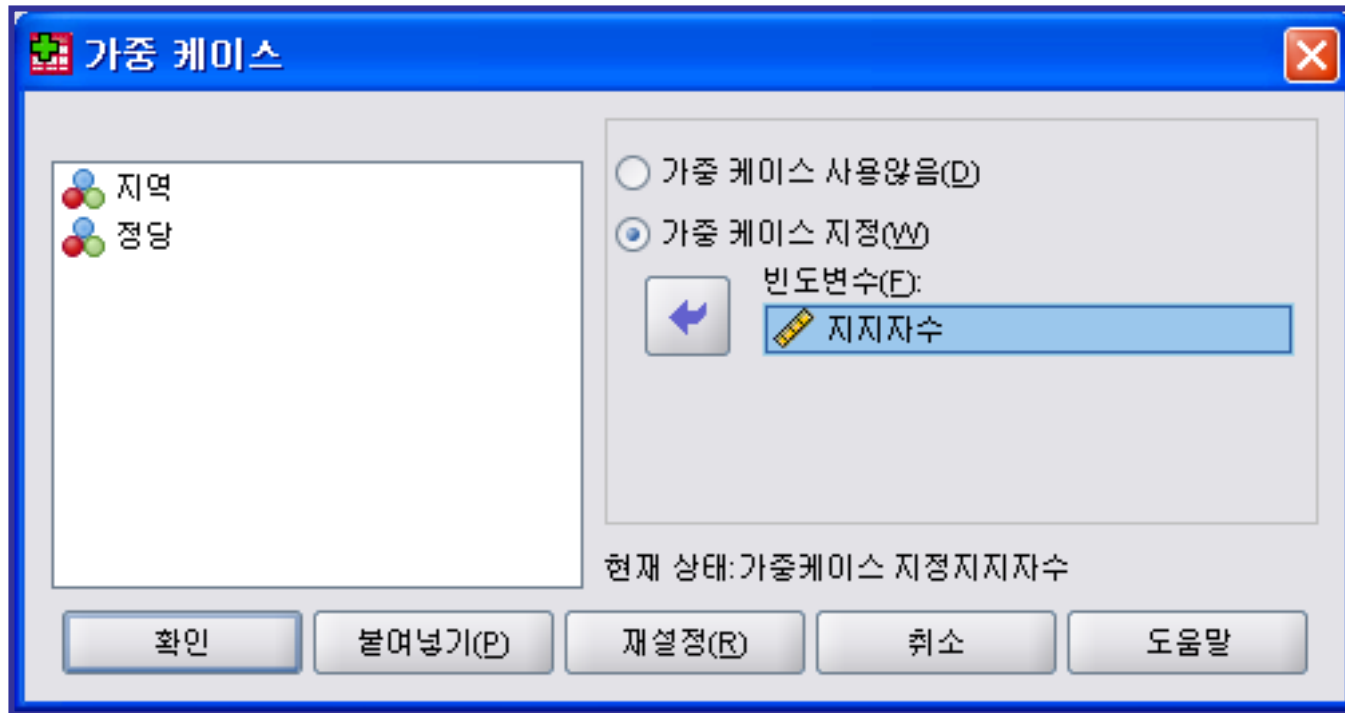 가중 케이스
지역
정당
가중 케이스 사용않음(D)
가중 케이스 지정(W)
빈도변수(F):
지지자수
현재 상태:가중케이스 지정지지자수
확인
붙여넣기(P)
재설정(R)
취소
도움말